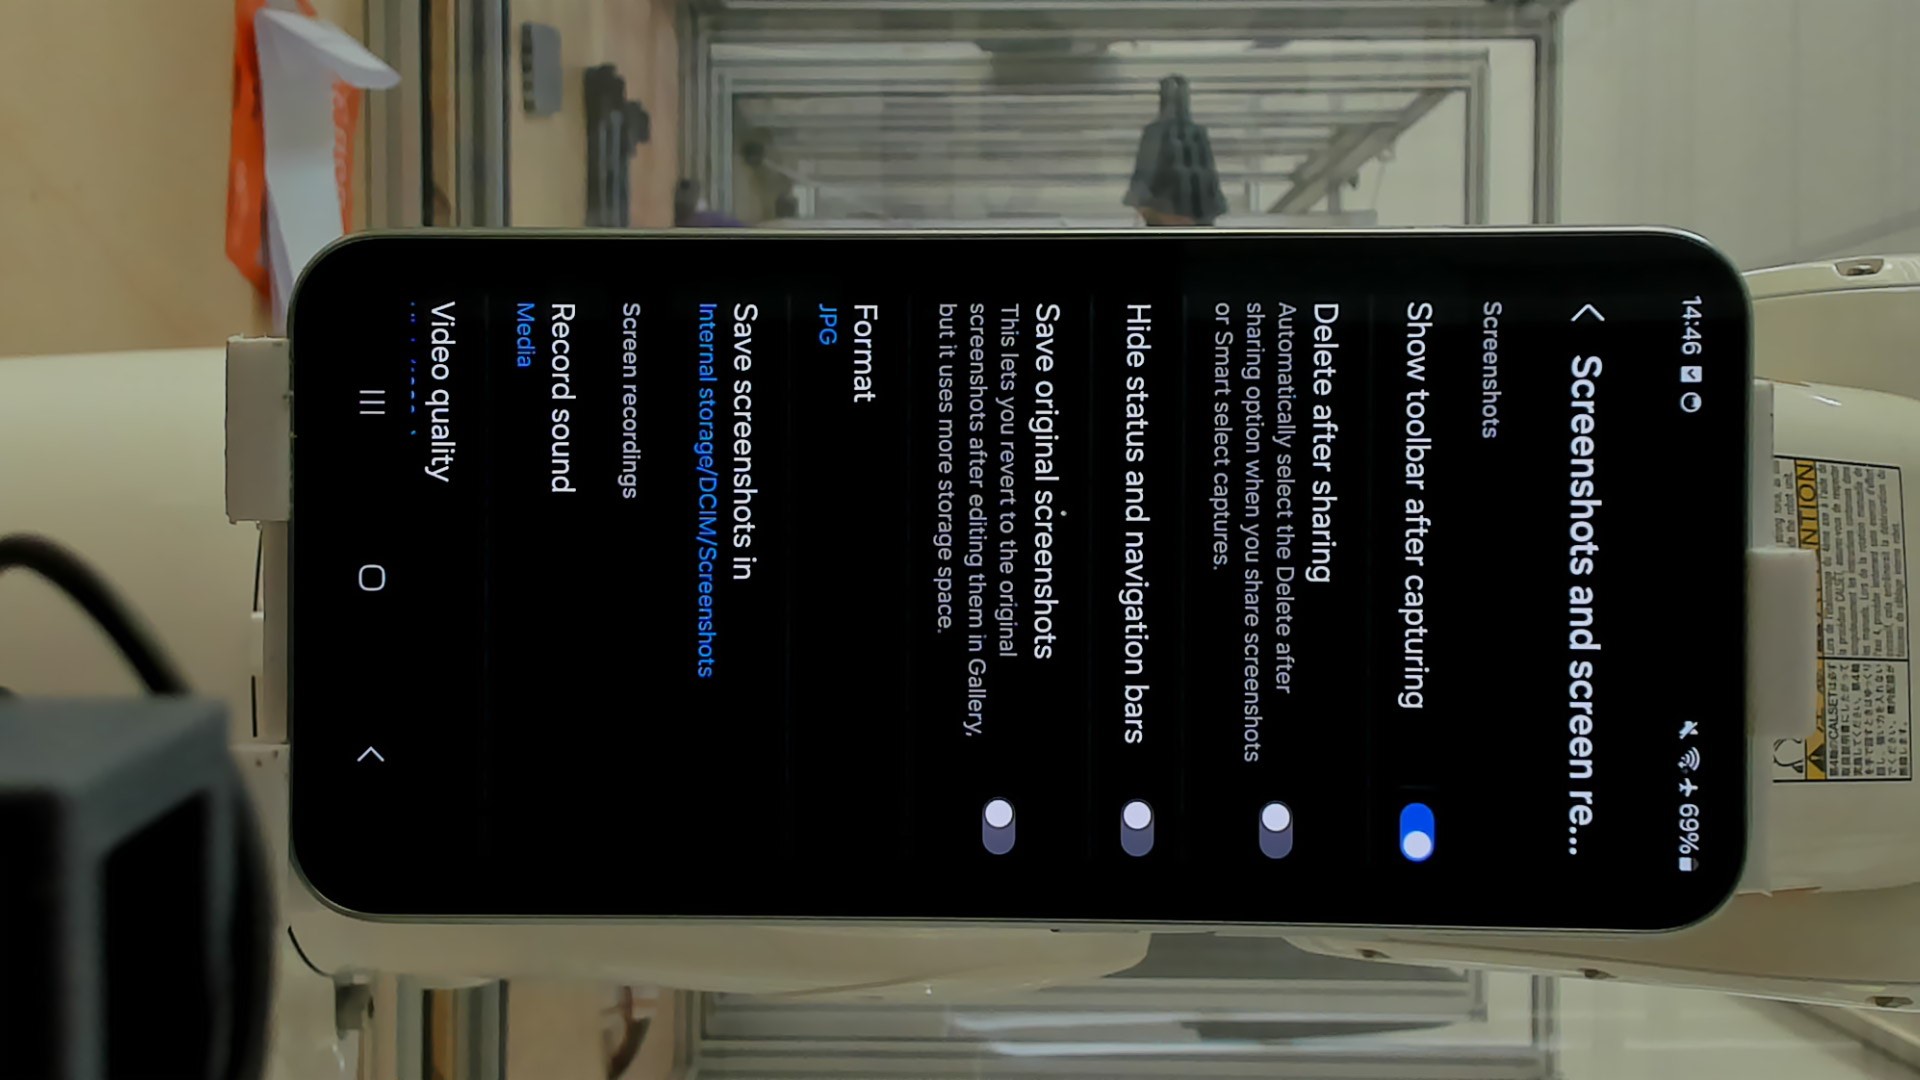 14:46
69%
Screenshots and screen re...
Screenshots
Show toolbar after capturing
Delete after sharing
Automatically select the Delete after
sharing option when you share screenshots
or Smart select captures.
Hide status and navigation bars
Save original screenshots
This lets you revert to the original
screenshots after editing them in Gallery,
but it uses more storage space.
Format
JPG
Save screenshots in
Internal storage/DCIM/Screenshots
Screen recordings
Record sound
Media
Video quality